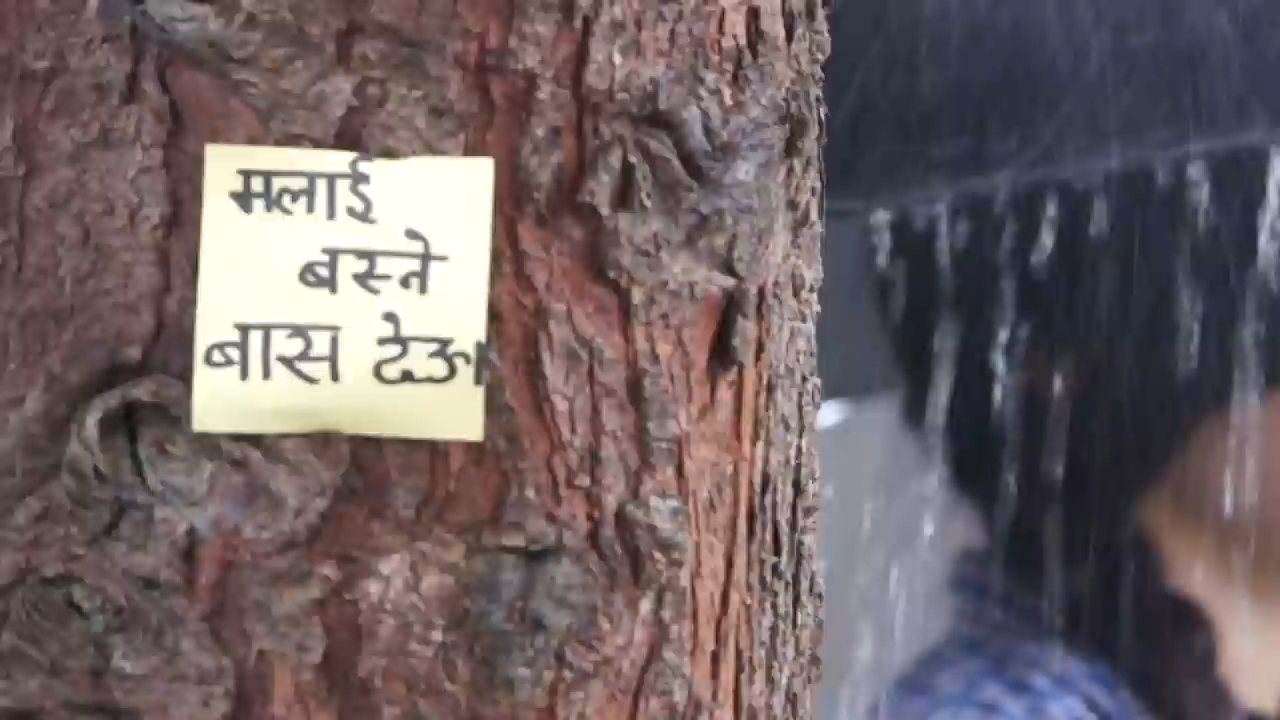 मलाई
बस्ने
बास देऊ